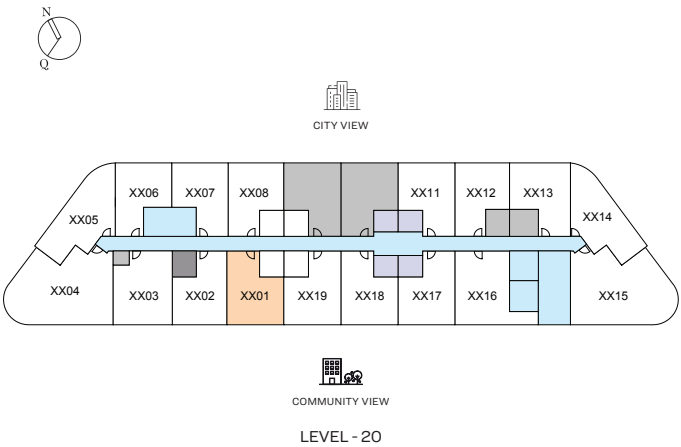 N
Q
CITY VIEW
XX06 XX07 XX08 XX11 XX12 XX13
XX05 XX14
XX04 XX03 XX02 XX01 XX19 XX18 XX17 XX16 XX15
COMMUNITY VIEW
LEVEL - 20